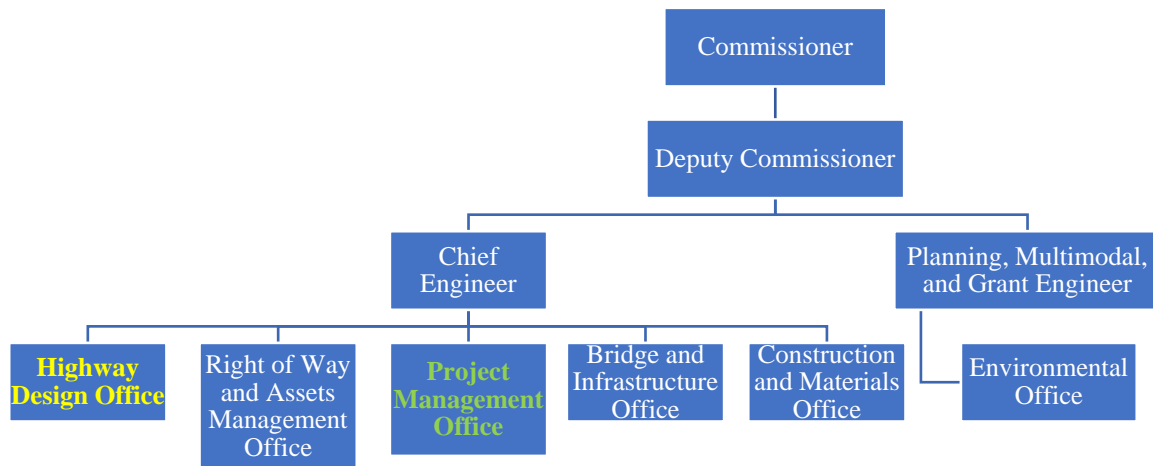 Commissioner
Deputy Commissioner
Chief
Engineer
Planning, Multimodal,
and Grant Engineer
Highway
Design Office
Right of Way
and Assets
Management
Office
Project
Management
Office
Bridge and
Infrastructure
Office
Construction
and Materials
Office
Environmental
Office